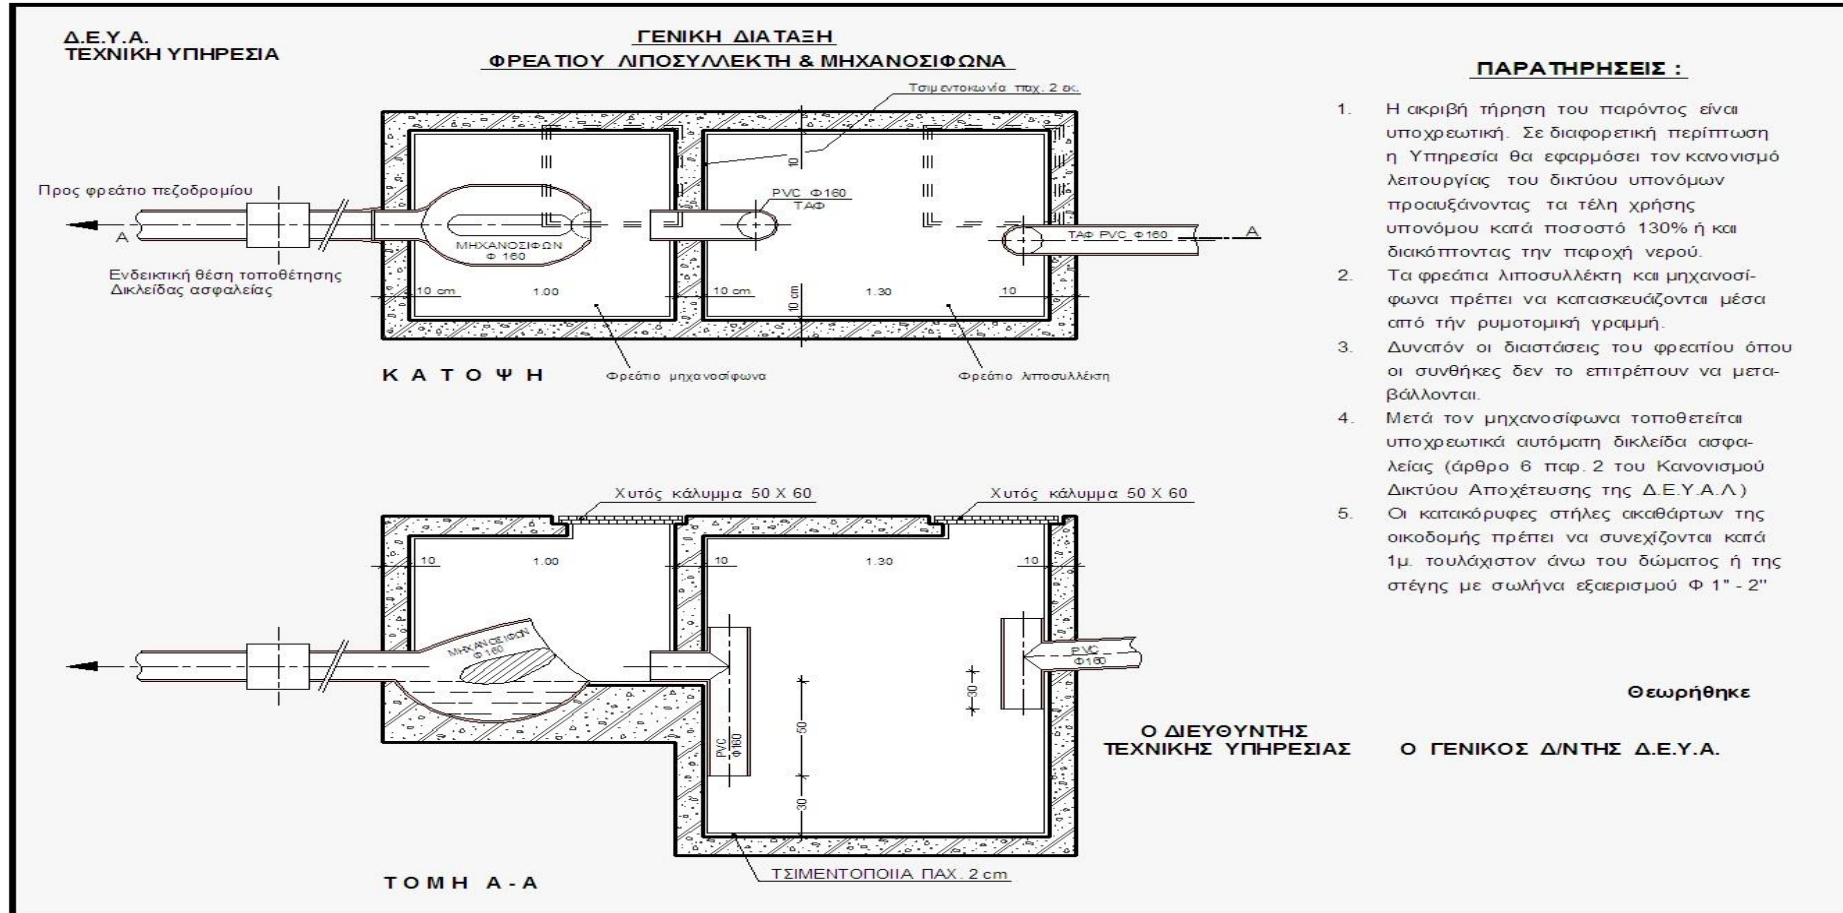 Δ.Ε.Υ.Α.
ΤΕΧΝΙΚΗ ΥΠΗΡΕΣΙΑ
ΓΕΝΙΚΗ ΔΙΑΤΑΞΗ
ΦΡΕΑΤΙΟΥ ΛΙΠΟΣΥΛΛΕΚΤΗ & ΜΗΧΑΝΟΣΙΦΩΝΑ
Τσιμεντοκωνία παχ. 2 εκ.
Προς φρεάτιο πεζοδρομίου
A
Ενδεικτική θέση τοποθέτησης
Δικλείδας ασφαλείας
ΜΗΧΑΝΟΣΙΦΩΝ
Φ 160
10
PVC Φ160
ΤΑΦ
ΤΑΦ PVC Φ160
A
10 cm
1.00
10 cm
10 cm
1.30
10
Κ Α Τ Ο Ψ Η
Φρεάτιο μηχανοσίφωνα
Φρεάτιο λιποσυλλέκτη
Χυτός κάλυμμα 50 X 60
Χυτός κάλυμμα 50 X 60
10
1.00
10
1.30
10
ΜΗΧΑΝΟΣΙΦΩΝ
Φ160
PVC
Φ160
PVC
Φ160
30
50
30
ΤΣΙΜΕΝΤΟΠΟΙΙΑ ΠΑΧ. 2 cm
Τ Ο Μ Η Α - Α
ΠΑΡΑΤΗΡΗΣΕΙΣ :
1. Η ακριβή τήρηση του παρόντος είναι
υποχρεωτική. Σε διαφορετική περίπτωση
η Υπηρεσία θα εφαρμόσει τον κανονισμό
λειτουργίας του δικτύου υπονόμων
προαυξάνοντας τα τέλη χρήσης
υπονόμου κατά ποσοστό 130% ή και
διακόπτοντας την παροχή νερού.
2. Τα φρεάτια λιποσυλλέκτη και μηχανοσί-
φωνα πρέπει να κατασκευάζονται μέσα
από τήν ρυμοτομική γραμμή.
3. Δυνατόν οι διαστάσεις του φρεατίου όπου
οι συνθήκες δεν το επιτρέπουν να μετα-
βάλλονται.
4. Μετά τον μηχανοσίφωνα τοποθετείται
υποχρεωτικά αυτόματη δικλείδα ασφα-
λείας (άρθρο 6 παρ. 2 του Κανονισμού
Δικτύου Αποχέτευσης της Δ.Ε.Υ.Α.Λ.)
5. Οι κατακόρυφες στήλες ακαθάρτων της
οικοδομής πρέπει να συνεχίζονται κατά
1μ. τουλάχιστον άνω του δώματος ή της
στέγης με σωλήνα εξαερισμού Φ 1" - 2"
Θεωρήθηκε
Ο ΔΙΕΥΘΥΝΤΗΣ
ΤΕΧΝΙΚΗΣ ΥΠΗΡΕΣΙΑΣ
Ο ΓΕΝΙΚΟΣ Δ/ΝΤΗΣ Δ.Ε.Υ.Α.